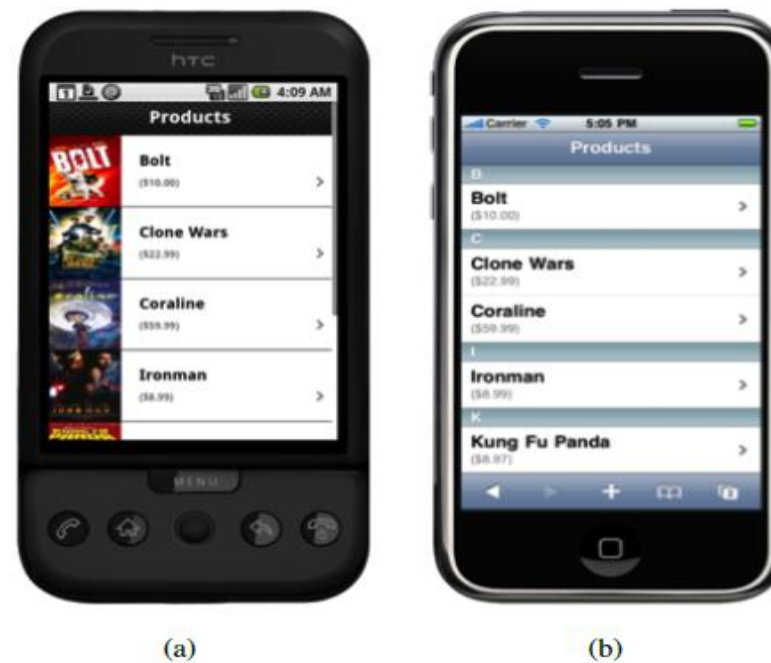 hTC
1
4:09 AM
Products
BOLT
Bolt
($10.00)
Clone Wars
($22.99)
Coraline
($59.99)
Ironman
($8.99)
MENU
(a)
Carrier
5:05 PM
Products
B
Bolt
($10.00)
C
Clone Wars
($22.99)
Coraline
($59.99)
I
Ironman
($8.99)
K
Kung Fu Panda
($8.97)
(b)